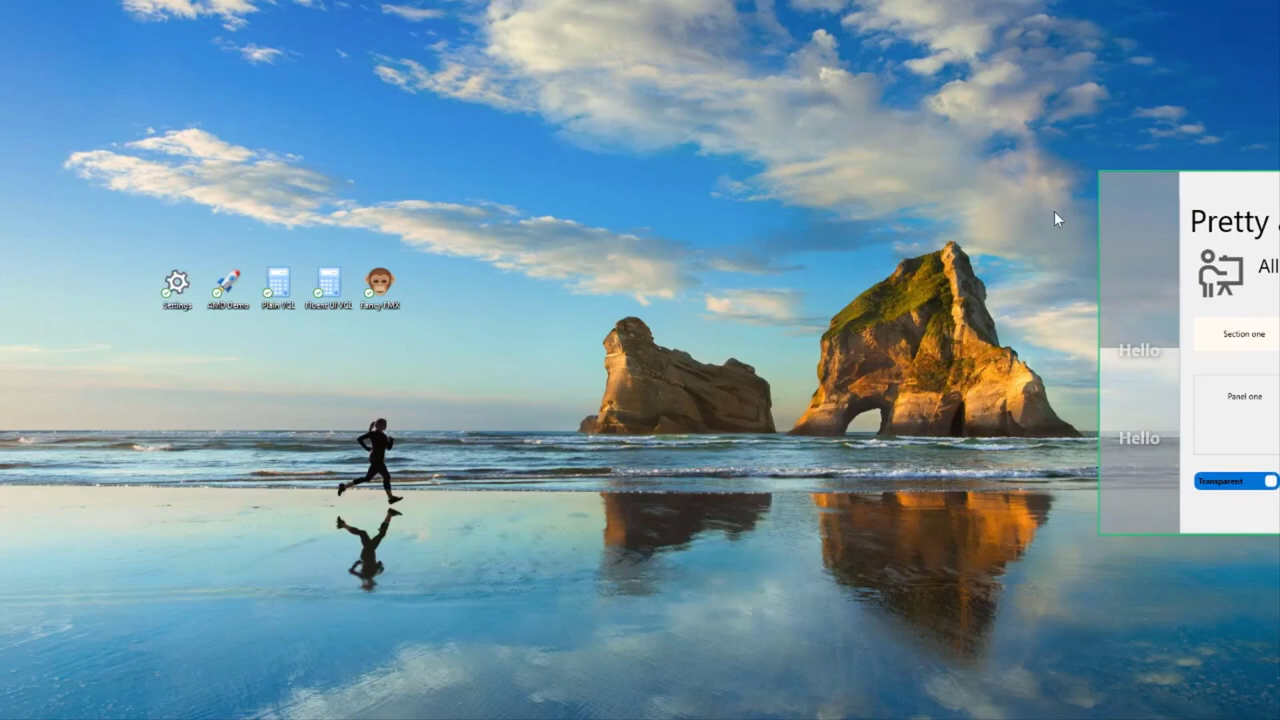 Settings
AMD Demo
Plain VCL
Fluent UI VCL
Fancy FMX
Hello
Hello
Pretty
All
Section one
Panel one
Transparent